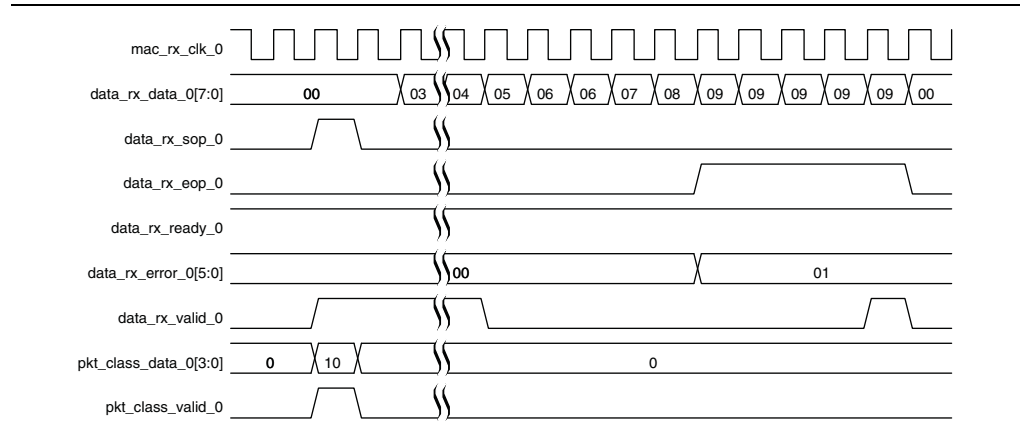 mac_rx_clk_0
data_rx_data_0[7:0] 00 03 04 05 06 06 07 08 09 09 09 09 09 00
data_rx_sop_0
data_rx_eop_0
data_rx_ready_0
data_rx_error_0[5:0] 00 01
data_rx_valid_0
pkt_class_data_0[3:0] 0 10 0
pkt_class_valid_0